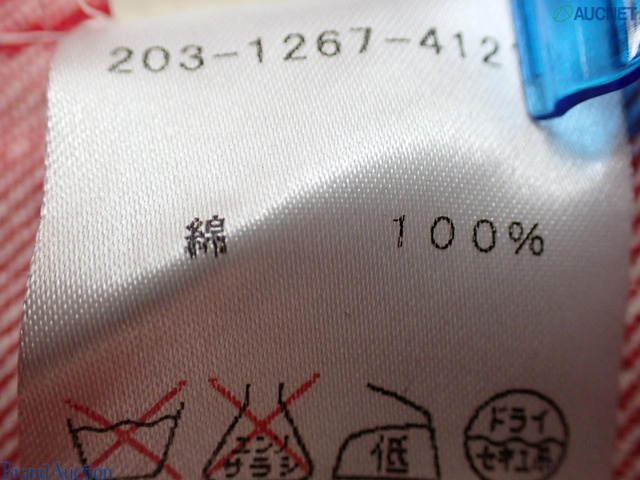 AUCNET
203-1267-412
綿 100%
エンソ サラシ 低 ドライ セキユ系
Brand Auction